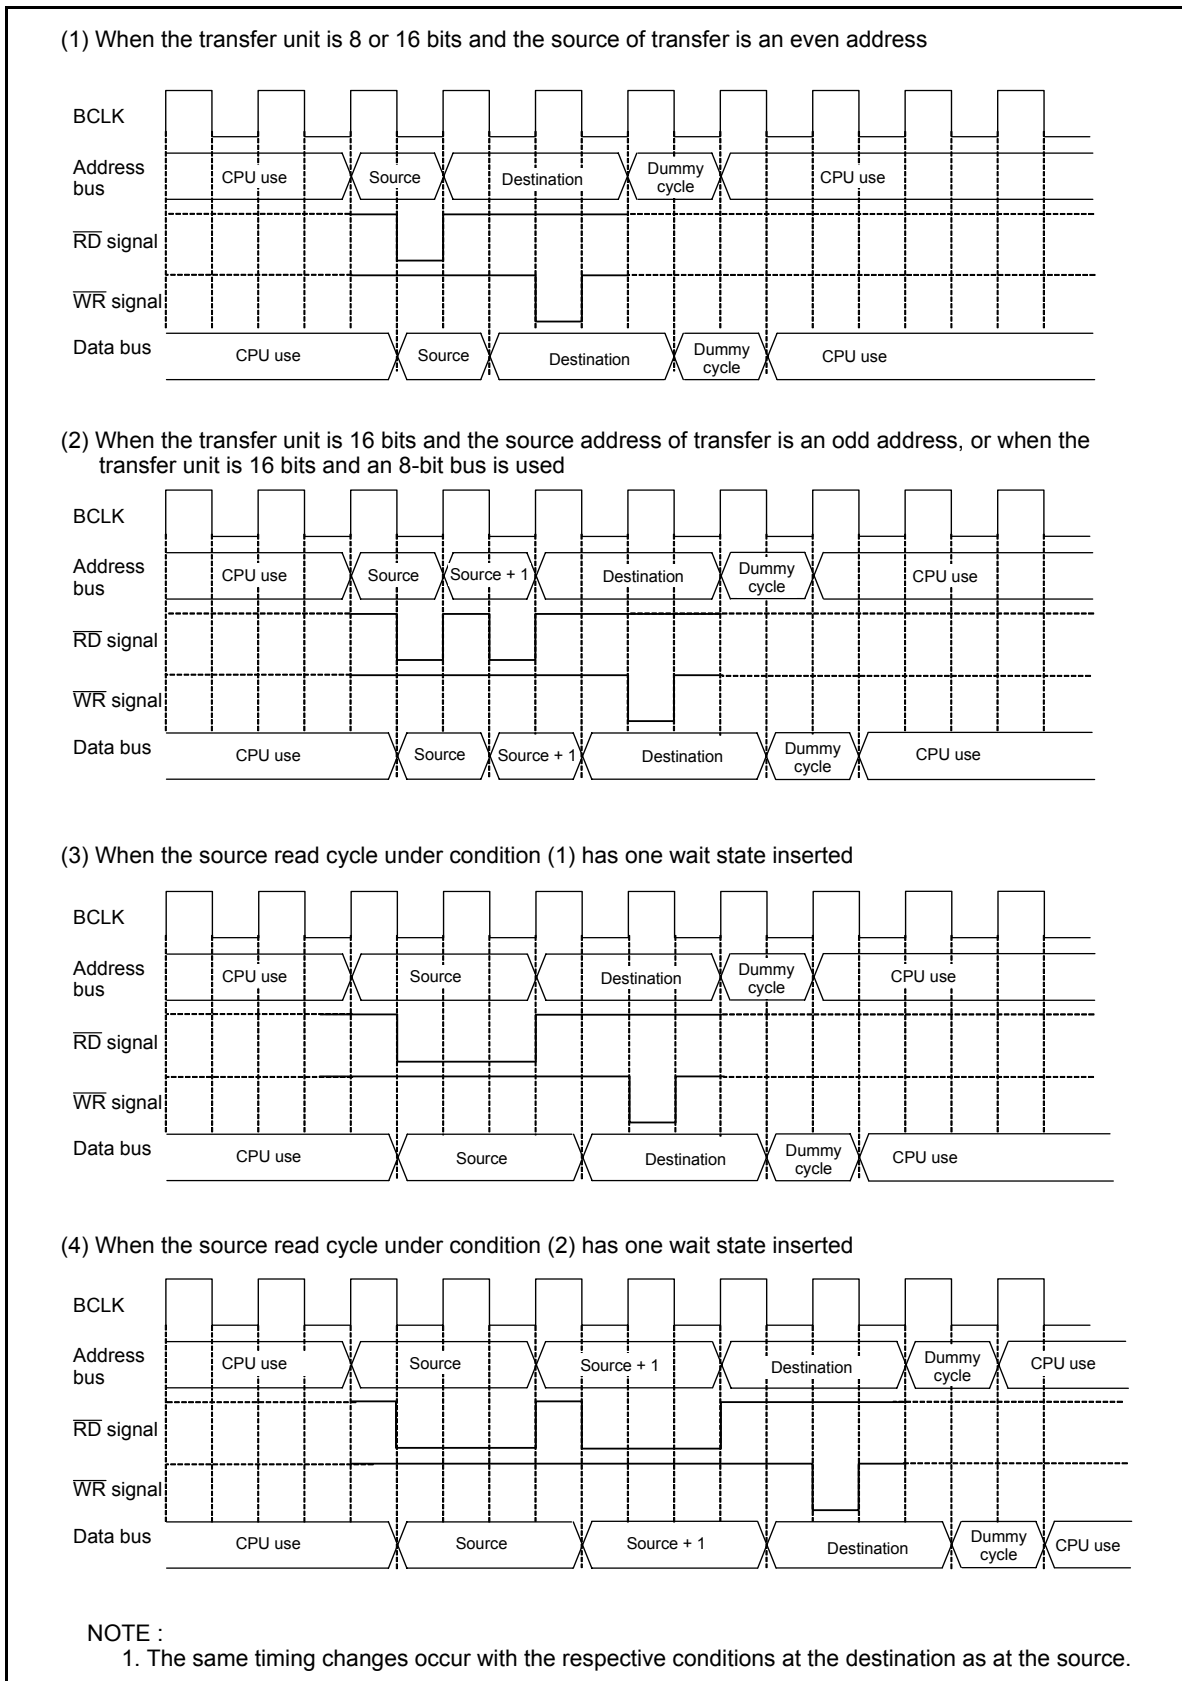 (1) When the transfer unit is 8 or 16 bits and the source of transfer is an even address
BCLK
Address
bus
CPU use
Source
Destination
Dummy
cycle
CPU use
RD signal
WR signal
Data bus
CPU use
Source
Destination
Dummy
cycle
CPU use
(2) When the transfer unit is 16 bits and the source address of transfer is an odd address, or when the
transfer unit is 16 bits and an 8-bit bus is used
BCLK
Address
bus
CPU use
Source
Source + 1
Destination
Dummy
cycle
CPU use
RD signal
WR signal
Data bus
CPU use
Source
Source + 1
Destination
Dummy
cycle
CPU use
(3) When the source read cycle under condition (1) has one wait state inserted
BCLK
Address
bus
CPU use
Source
Destination
Dummy
cycle
CPU use
RD signal
WR signal
Data bus
CPU use
Source
Destination
Dummy
cycle
CPU use
(4) When the source read cycle under condition (2) has one wait state inserted
BCLK
Address
bus
CPU use
Source
Source + 1
Destination
Dummy
cycle
CPU use
RD signal
WR signal
Data bus
CPU use
Source
Source + 1
Destination
Dummy
cycle
CPU use
NOTE :
1. The same timing changes occur with the respective conditions at the destination as at the source.